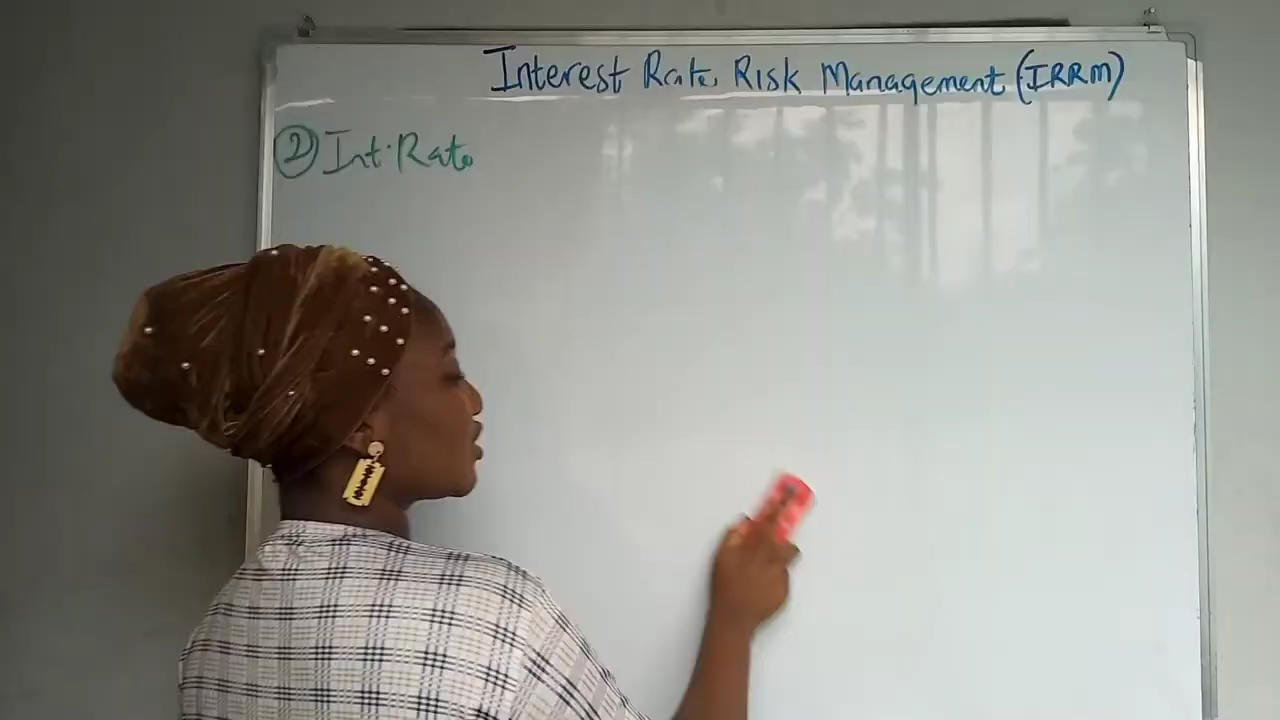 Interest Rate Risk Management (IRRM)
② Int. Rate